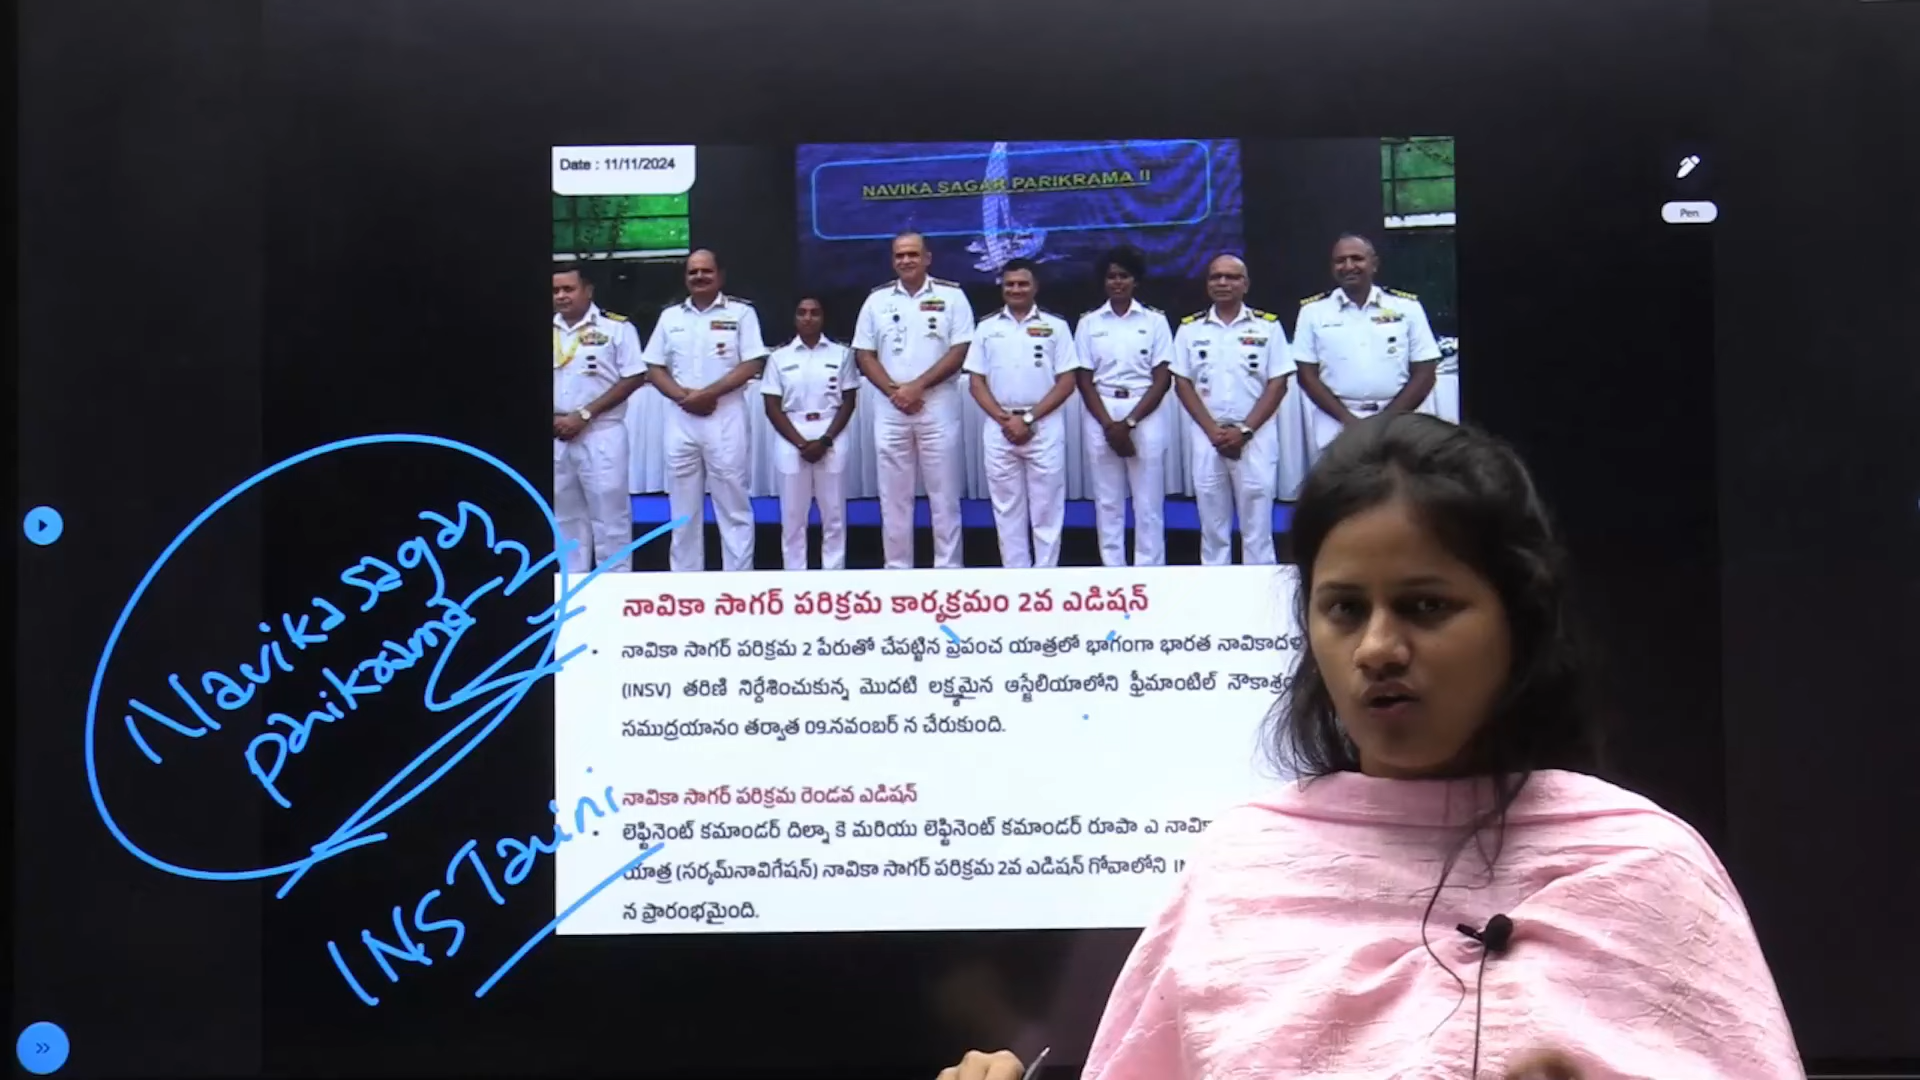 Date : 11/11/2024
NAVIKA SAGAR PARIKRAMA II
Pen
నావికా సాగర్ పరిక్రమ కార్యక్రమం 2వ ఎడిషన్
• నావికా సాగర్ పరిక్రమ 2 పేరుతో చేపట్టిన ప్రపంచ యాత్రలో భాగంగా భారత నావికాదళ
(INSV) తరిణి నిర్దేశించుకున్న మొదటి లక్ష్యమైన ఆస్ట్రేలియాలోని ఫ్రీమాంటిల్
సముద్రయానం తర్వాత 09.నవంబర్ న చేరుకుంది.
నావికా సాగర్ పరిక్రమ రెండవ ఎడిషన్
• లెఫ్టినెంట్ కమాండర్ దిల్నా కె మరియు లెఫ్టినెంట్ కమాండర్ రూపా ఎ
యాత్ర (సర్కమ్‌నావిగేషన్) నావికా సాగర్ పరిక్రమ 2వ ఎడిషన్ గోవాలోని
న ప్రారంభమైంది.
Navika sagar
parikrama - 2
INS Tarini